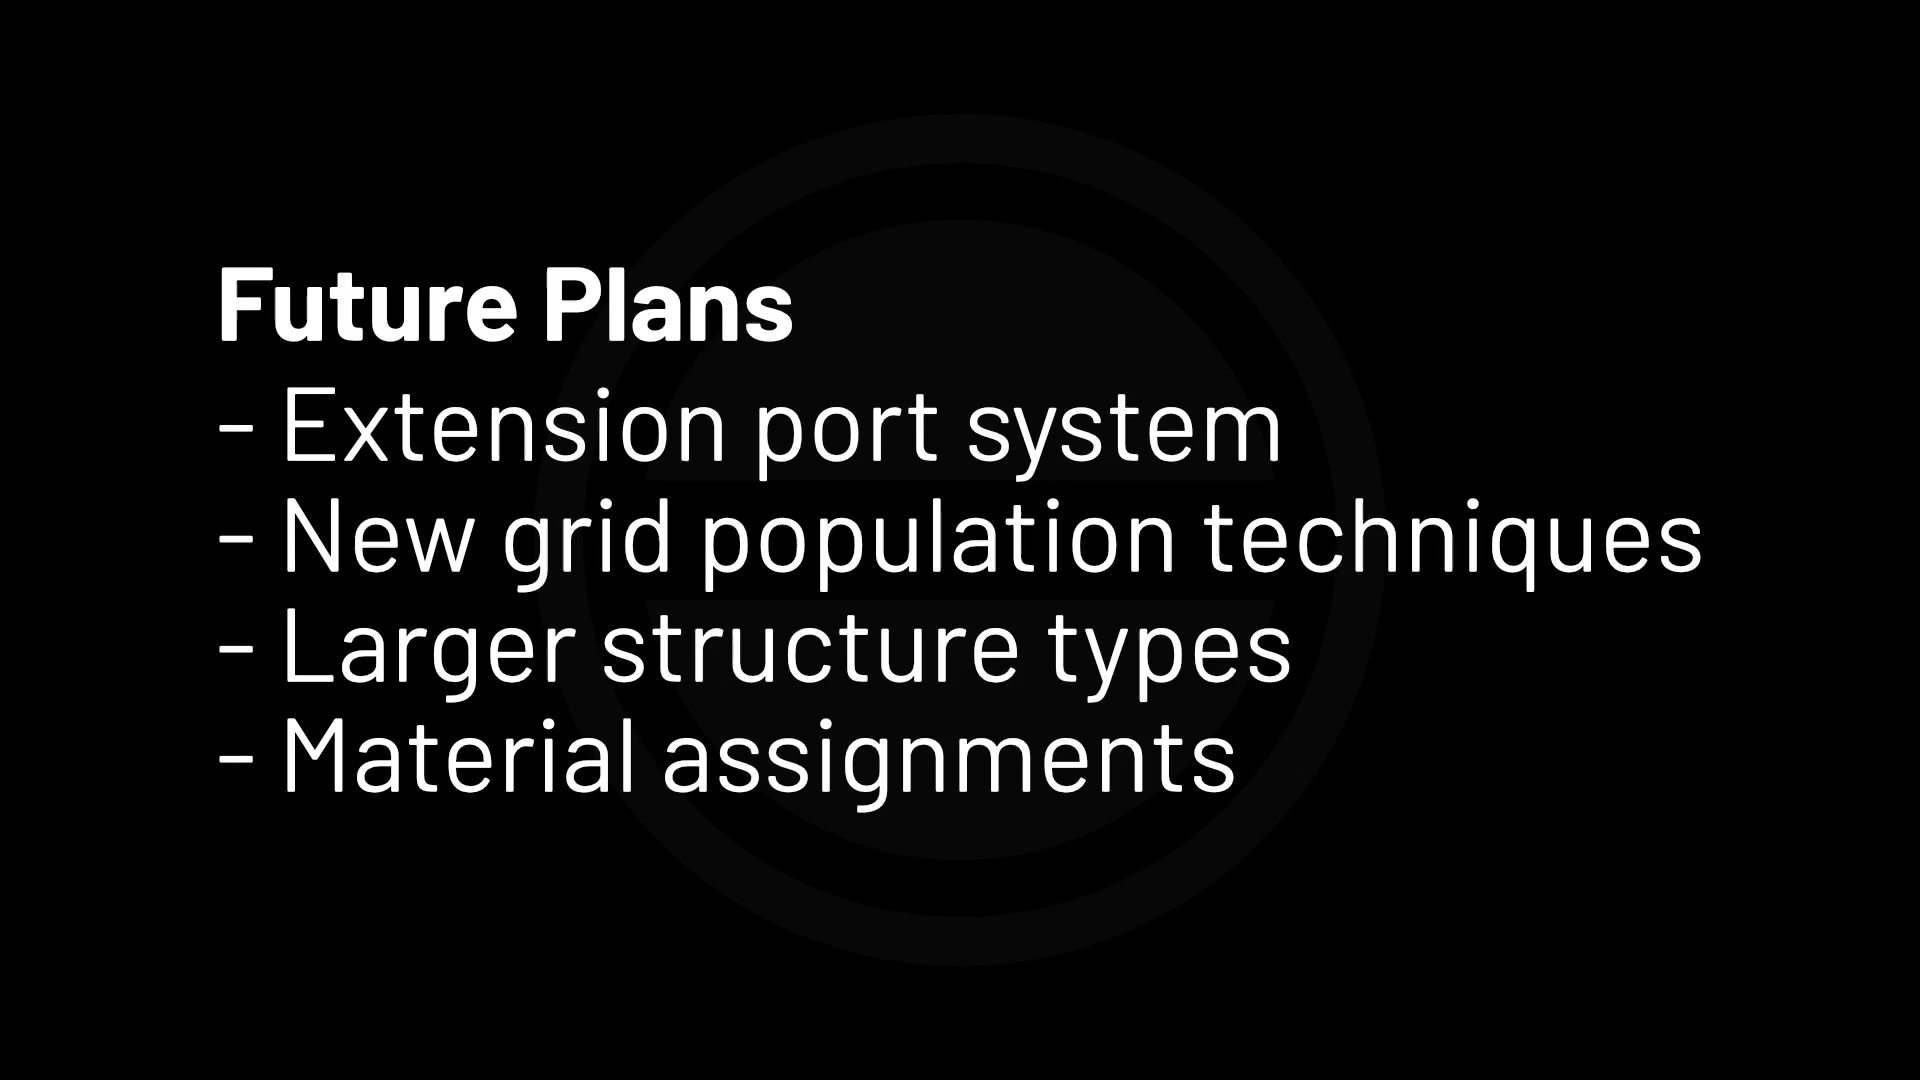 Future Plans
- Extension port system
- New grid population techniques
- Larger structure types
- Material assignments